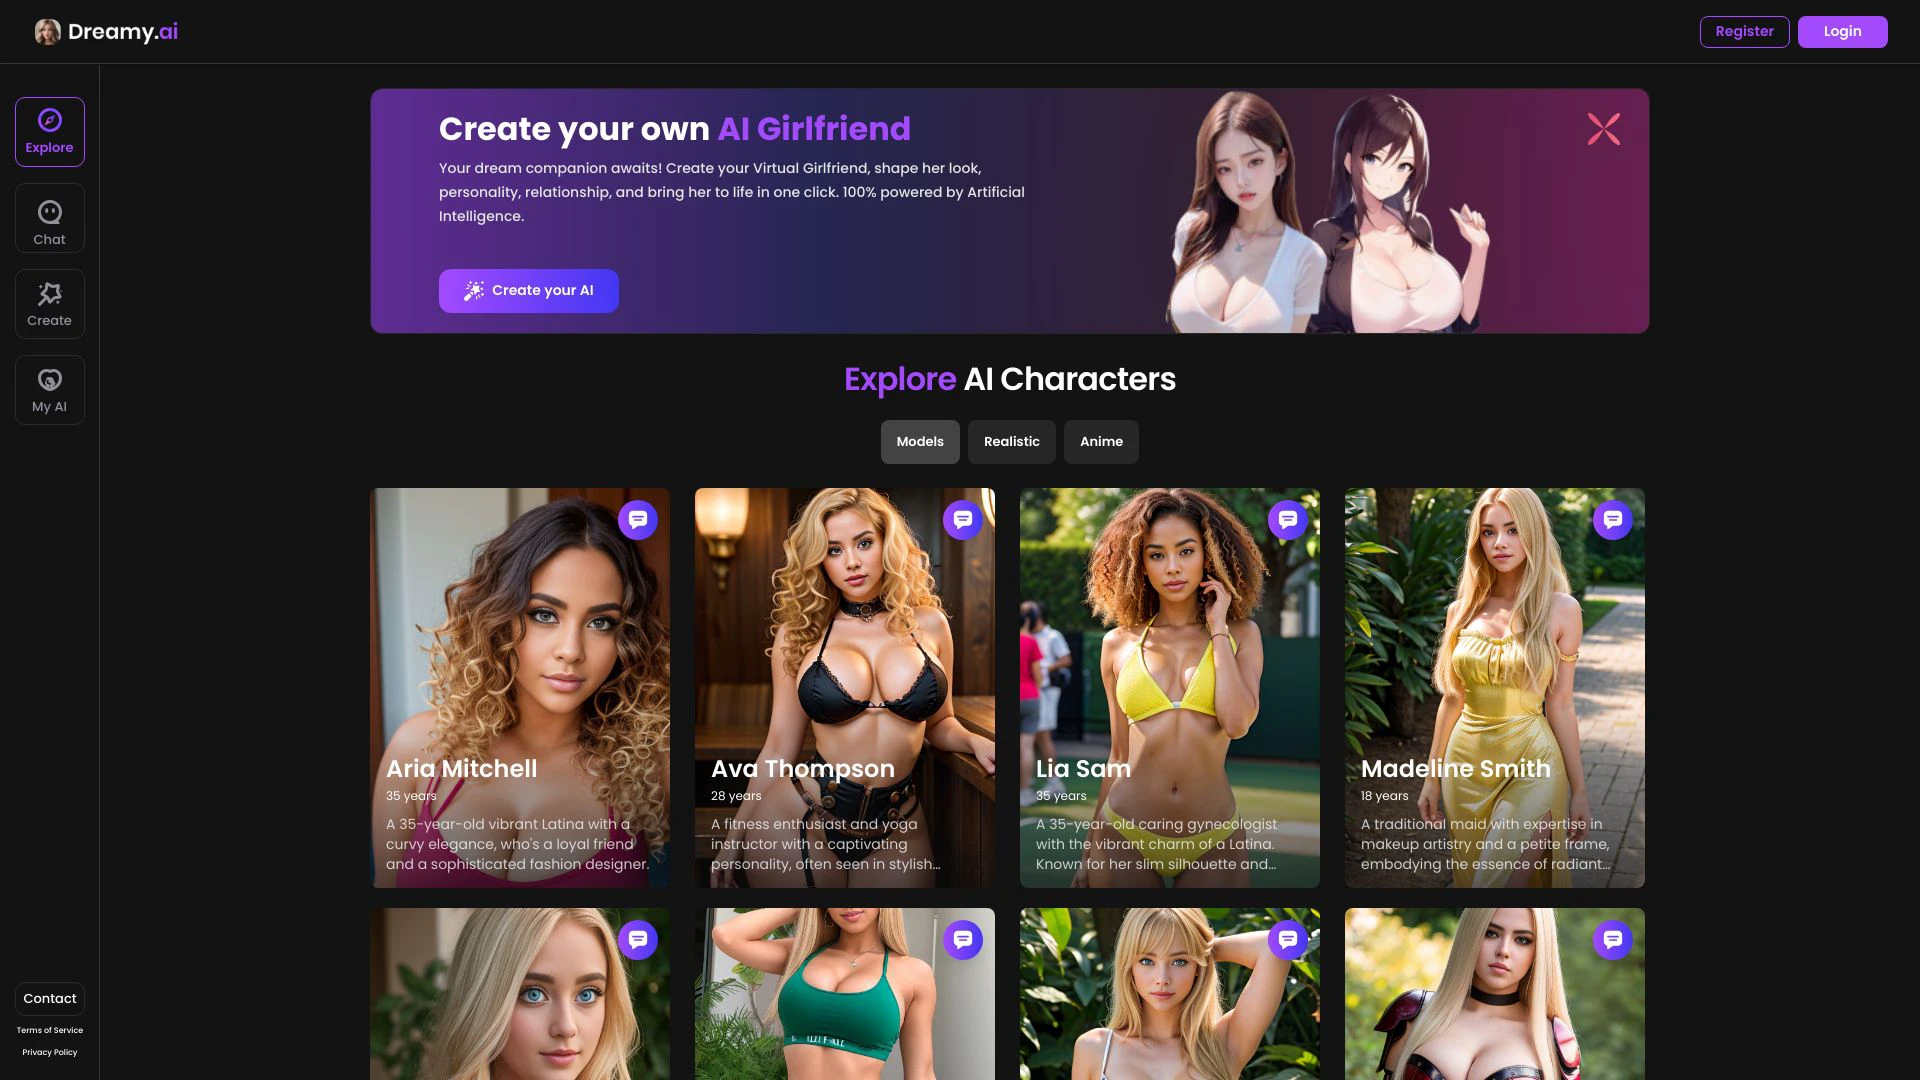 Dreamy.ai
Register
Login
Explore
Chat
Create
My AI
Contact
Terms of Service
Privacy Policy
Create your own AI Girlfriend
Your dream companion awaits! Create your Virtual Girlfriend, shape her look,
personality, relationship, and bring her to life in one click. 100% powered by Artificial
Intelligence.
Create your AI
Explore AI Characters
Models
Realistic
Anime
Aria Mitchell
35 years
A 35-year-old vibrant Latina with a
curvy elegance, who's a loyal friend
and a sophisticated fashion designer.
Ava Thompson
28 years
A fitness enthusiast and yoga
instructor with a captivating
personality, often seen in stylish...
Lia Sam
35 years
A 35-year-old caring gynecologist
with the vibrant charm of a Latina.
Known for her slim silhouette and...
Madeline Smith
18 years
A traditional maid with expertise in
makeup artistry and a petite frame,
embodying the essence of radiant...